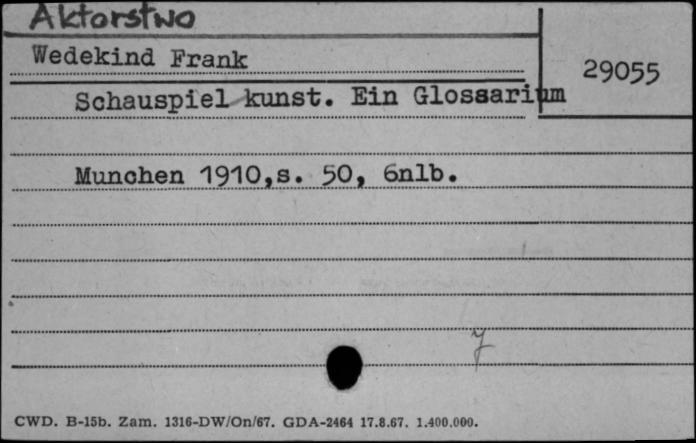 Aktorstwo
Wedekind Frank
29055
Schauspiel kunst. Ein Glossarium
Munchen 1910,s. 50, 6nlb.
CWD. B-15b. Zam. 1316-DW/On/67. GDA-2464 17.8.67. 1.400.000.